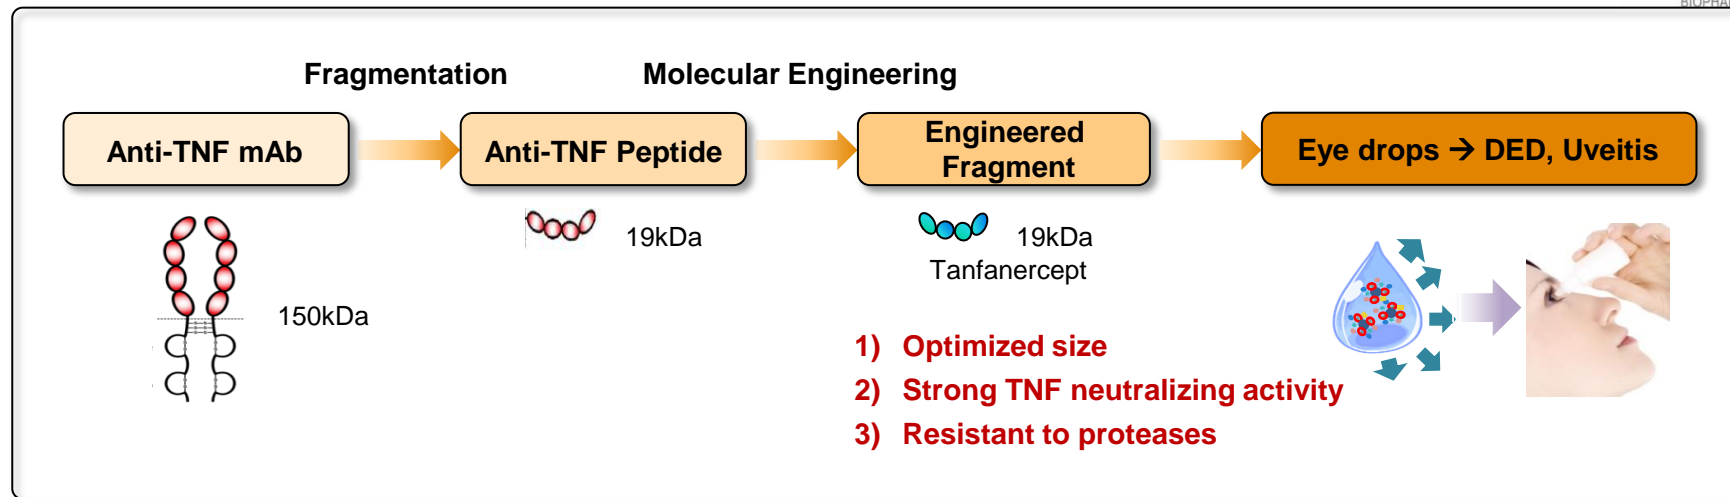 Fragmentation
Molecular Engineering
Anti-TNF mAb
Anti-TNF Peptide
Engineered
Fragment
Eye drops → DED, Uveitis
150kDa
19kDa
19kDa
Tanfanercept
1) Optimized size
2) Strong TNF neutralizing activity
3) Resistant to proteases